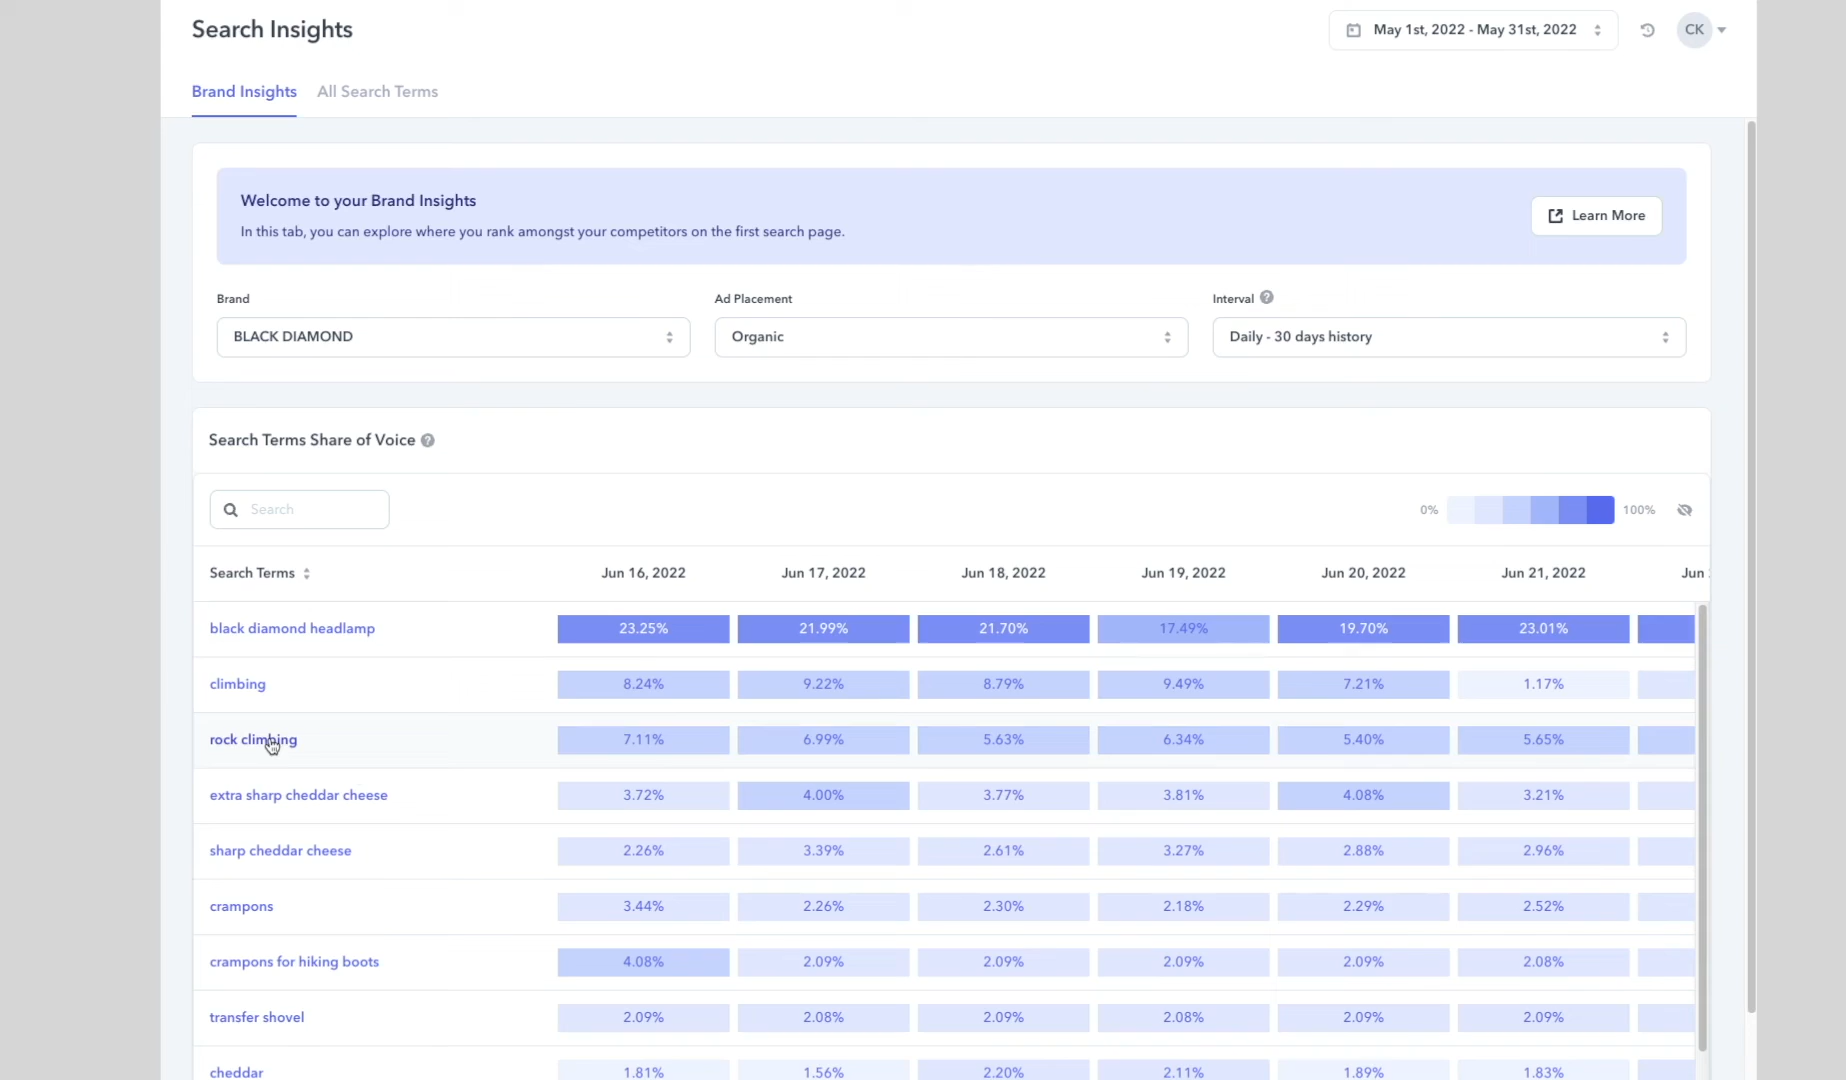 Search Insights
May 1st, 2022 - May 31st, 2022
CK
Brand Insights All Search Terms
Welcome to your Brand Insights
In this tab, you can explore where you rank amongst your competitors on the first search page.
Learn More
Brand Ad Placement Interval ?
BLACK DIAMOND Organic Daily - 30 days history
Search Terms Share of Voice ?
Search 0% 100%
Search Terms Jun 16, 2022 Jun 17, 2022 Jun 18, 2022 Jun 19, 2022 Jun 20, 2022 Jun 21, 2022 Jun
black diamond headlamp 23.25% 21.99% 21.70% 17.49% 19.70% 23.01%
climbing 8.24% 9.22% 8.79% 9.49% 7.21% 1.17%
rock climbing 7.11% 6.99% 5.63% 6.34% 5.40% 5.65%
extra sharp cheddar cheese 3.72% 4.00% 3.77% 3.81% 4.08% 3.21%
sharp cheddar cheese 2.26% 3.39% 2.61% 3.27% 2.88% 2.96%
crampons 3.44% 2.26% 2.30% 2.18% 2.29% 2.52%
crampons for hiking boots 4.08% 2.09% 2.09% 2.09% 2.09% 2.08%
transfer shovel 2.09% 2.08% 2.09% 2.08% 2.09% 2.09%
cheddar 1.81% 1.56% 2.20% 2.11% 1.89% 1.83%